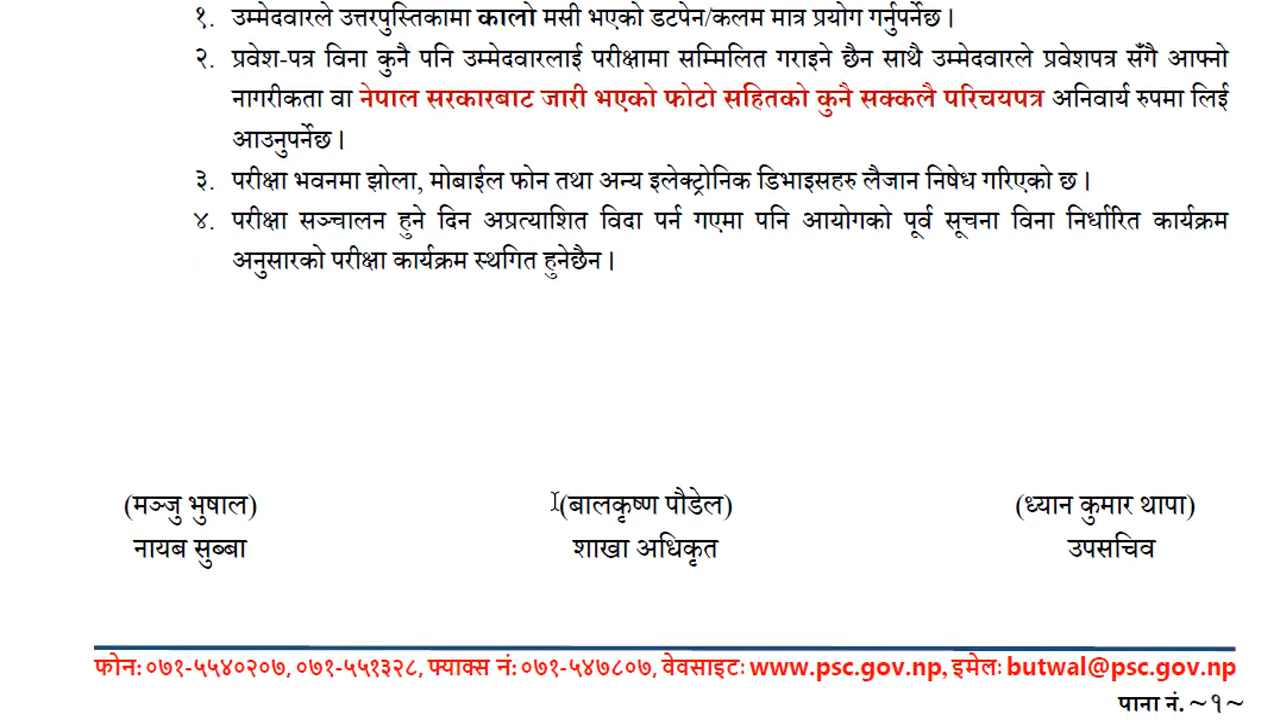 १. उम्मेदवारले उत्तरपुस्तिकामा कालो मसी भएको डटपेन/कलम मात्र प्रयोग गर्नुपर्नेछ।
२. प्रवेश-पत्र विना कुनै पनि उम्मेदवारलाई परीक्षामा सम्मिलित गराइने छैन साथै उम्मेदवारले प्रवेशपत्र सँगै आफ्नो
नागरीकता वा नेपाल सरकारबाट जारी भएको फोटो सहितको कुनै सक्कलै परिचयपत्र अनिवार्य रुपमा लिई
आउनुपर्नेछ।
३. परीक्षा भवनमा झोला, मोबाईल फोन तथा अन्य इलेक्ट्रोनिक डिभाइसहरु लैजान निषेध गरिएको छ।
४. परीक्षा सञ्चालन हुने दिन अप्रत्याशित विदा पर्न गएमा पनि आयोगको पूर्व सूचना विना निर्धारित कार्यक्रम
अनुसारको परीक्षा कार्यक्रम स्थगित हुनेछैन।
(मञ्जु भुषाल) (बालकृष्ण पौडेल) (ध्यान कुमार थापा)
नायब सुब्बा शाखा अधिकृत उपसचिव
फोन: ०७१-५५४०२०७, ०७१-५५१३२८, फ्याक्स नं: ०७१-५४७८०७, वेवसाइटः www.psc.gov.np, इमेलः butwal@psc.gov.np
पाना नं. ~१~